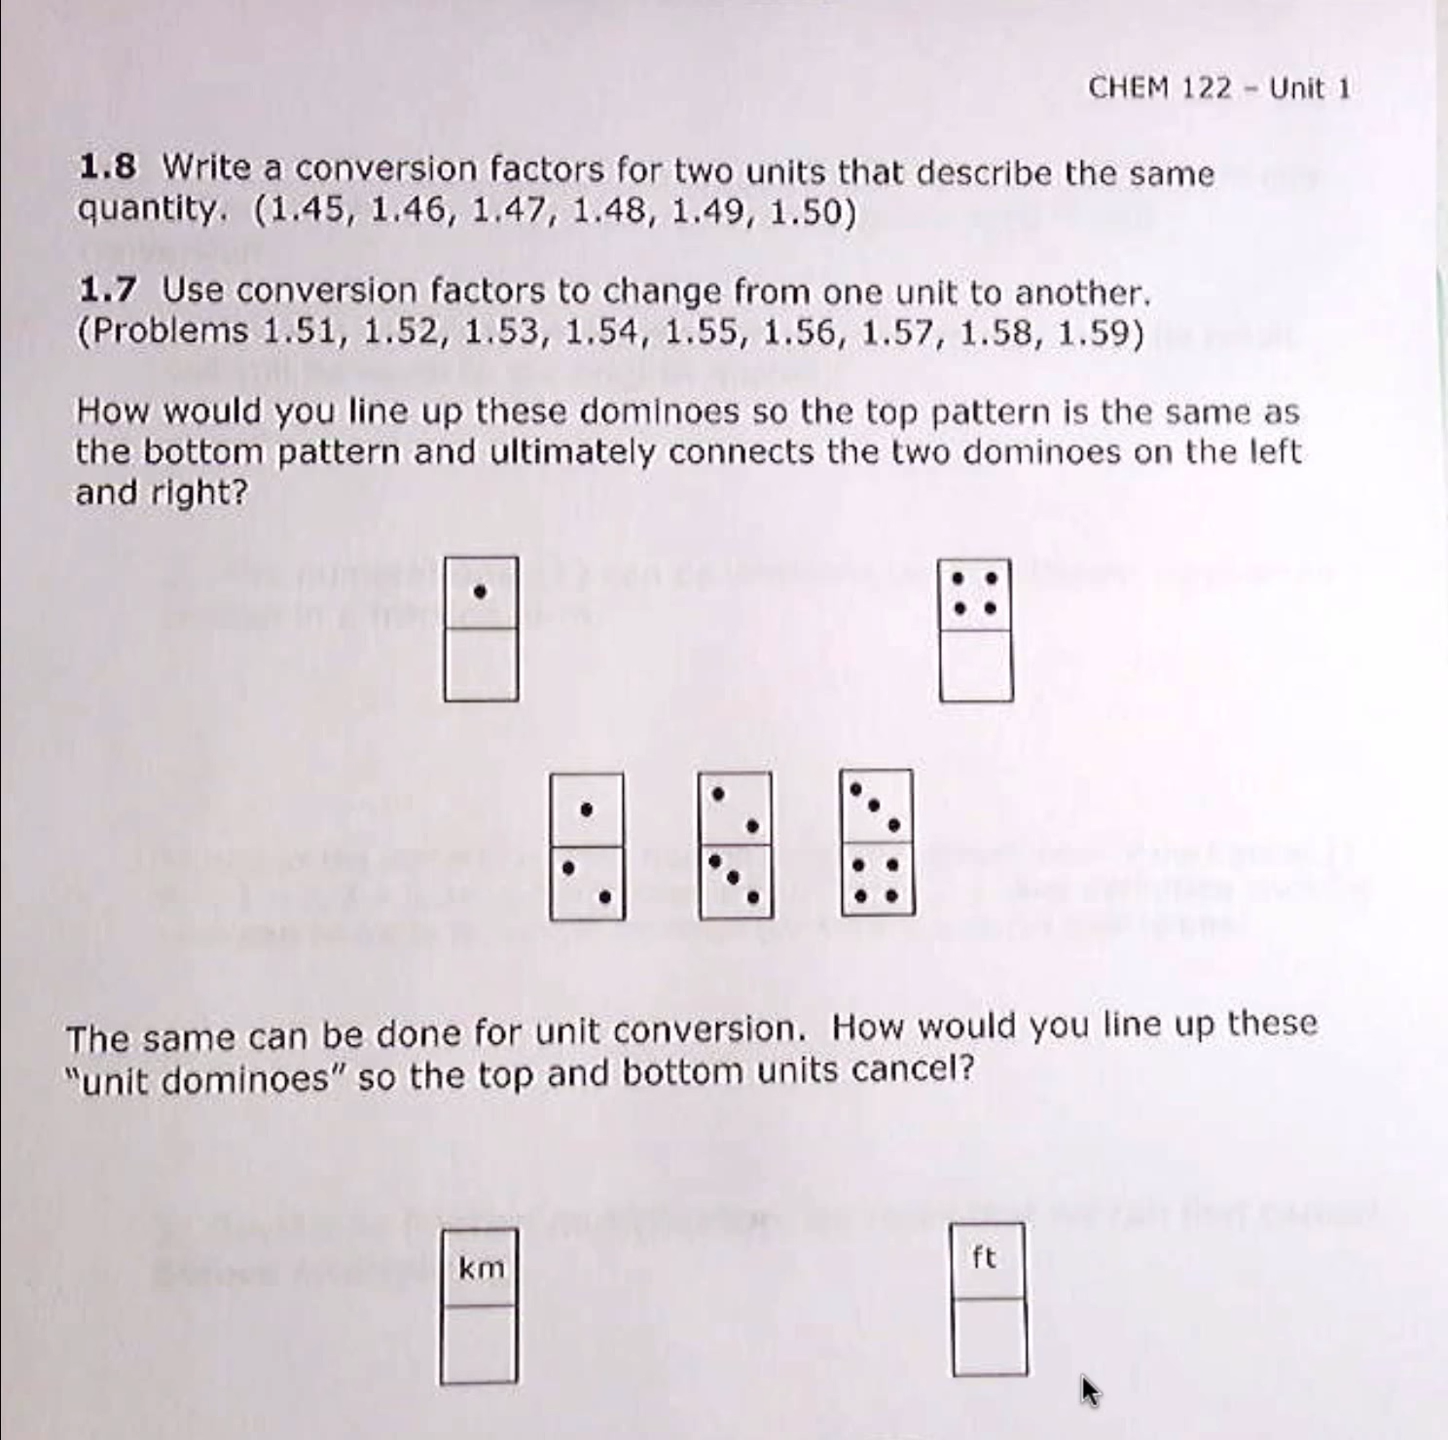 CHEM 122 – Unit 1
1.8 Write a conversion factors for two units that describe the same
quantity. (1.45, 1.46, 1.47, 1.48, 1.49, 1.50)
1.7 Use conversion factors to change from one unit to another.
(Problems 1.51, 1.52, 1.53, 1.54, 1.55, 1.56, 1.57, 1.58, 1.59)
How would you line up these dominoes so the top pattern is the same as
the bottom pattern and ultimately connects the two dominoes on the left
and right?
The same can be done for unit conversion. How would you line up these
"unit dominoes" so the top and bottom units cancel?
km
ft